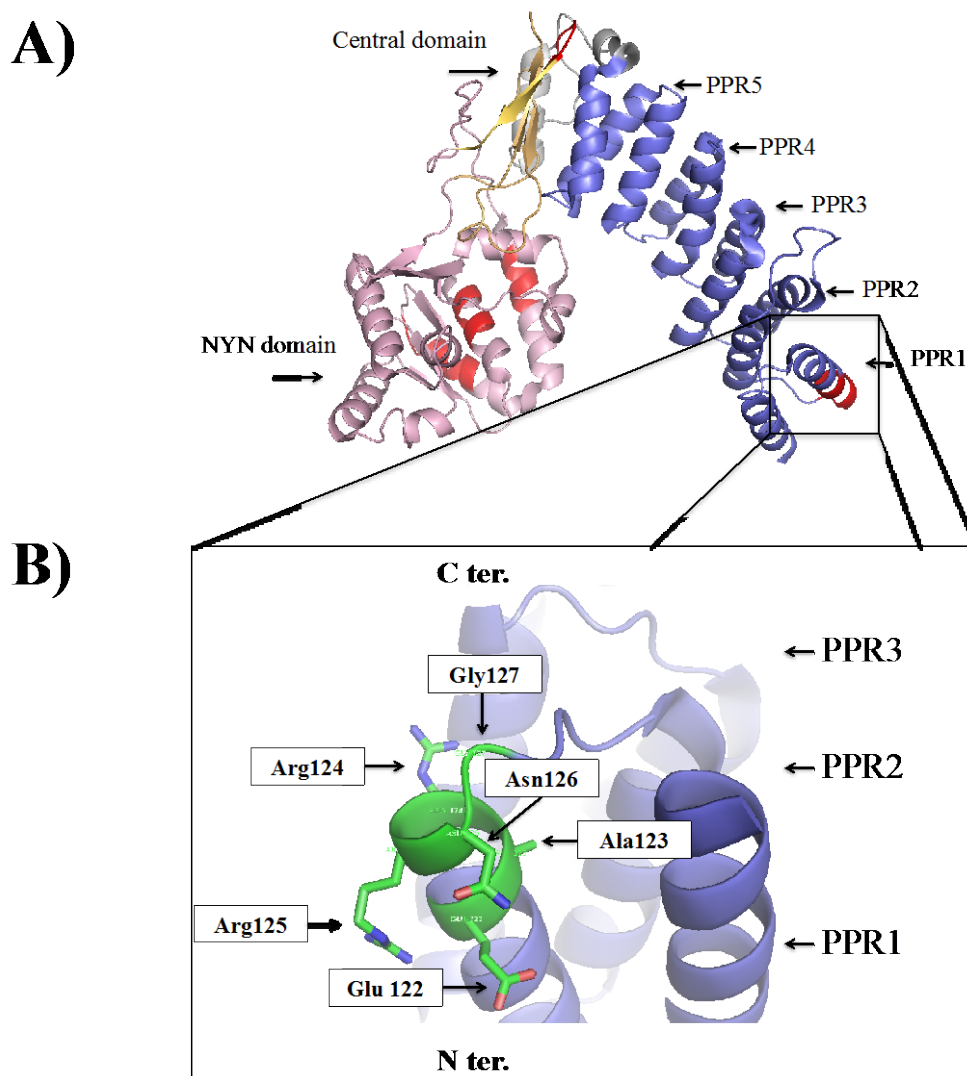 A)
Central domain
PPR5
PPR4
PPR3
PPR2
NYN domain
PPR1
B)
C ter.
PPR3
Gly127
Arg124
Asn126
PPR2
Ala123
Arg125
PPR1
Glu 122
N ter.